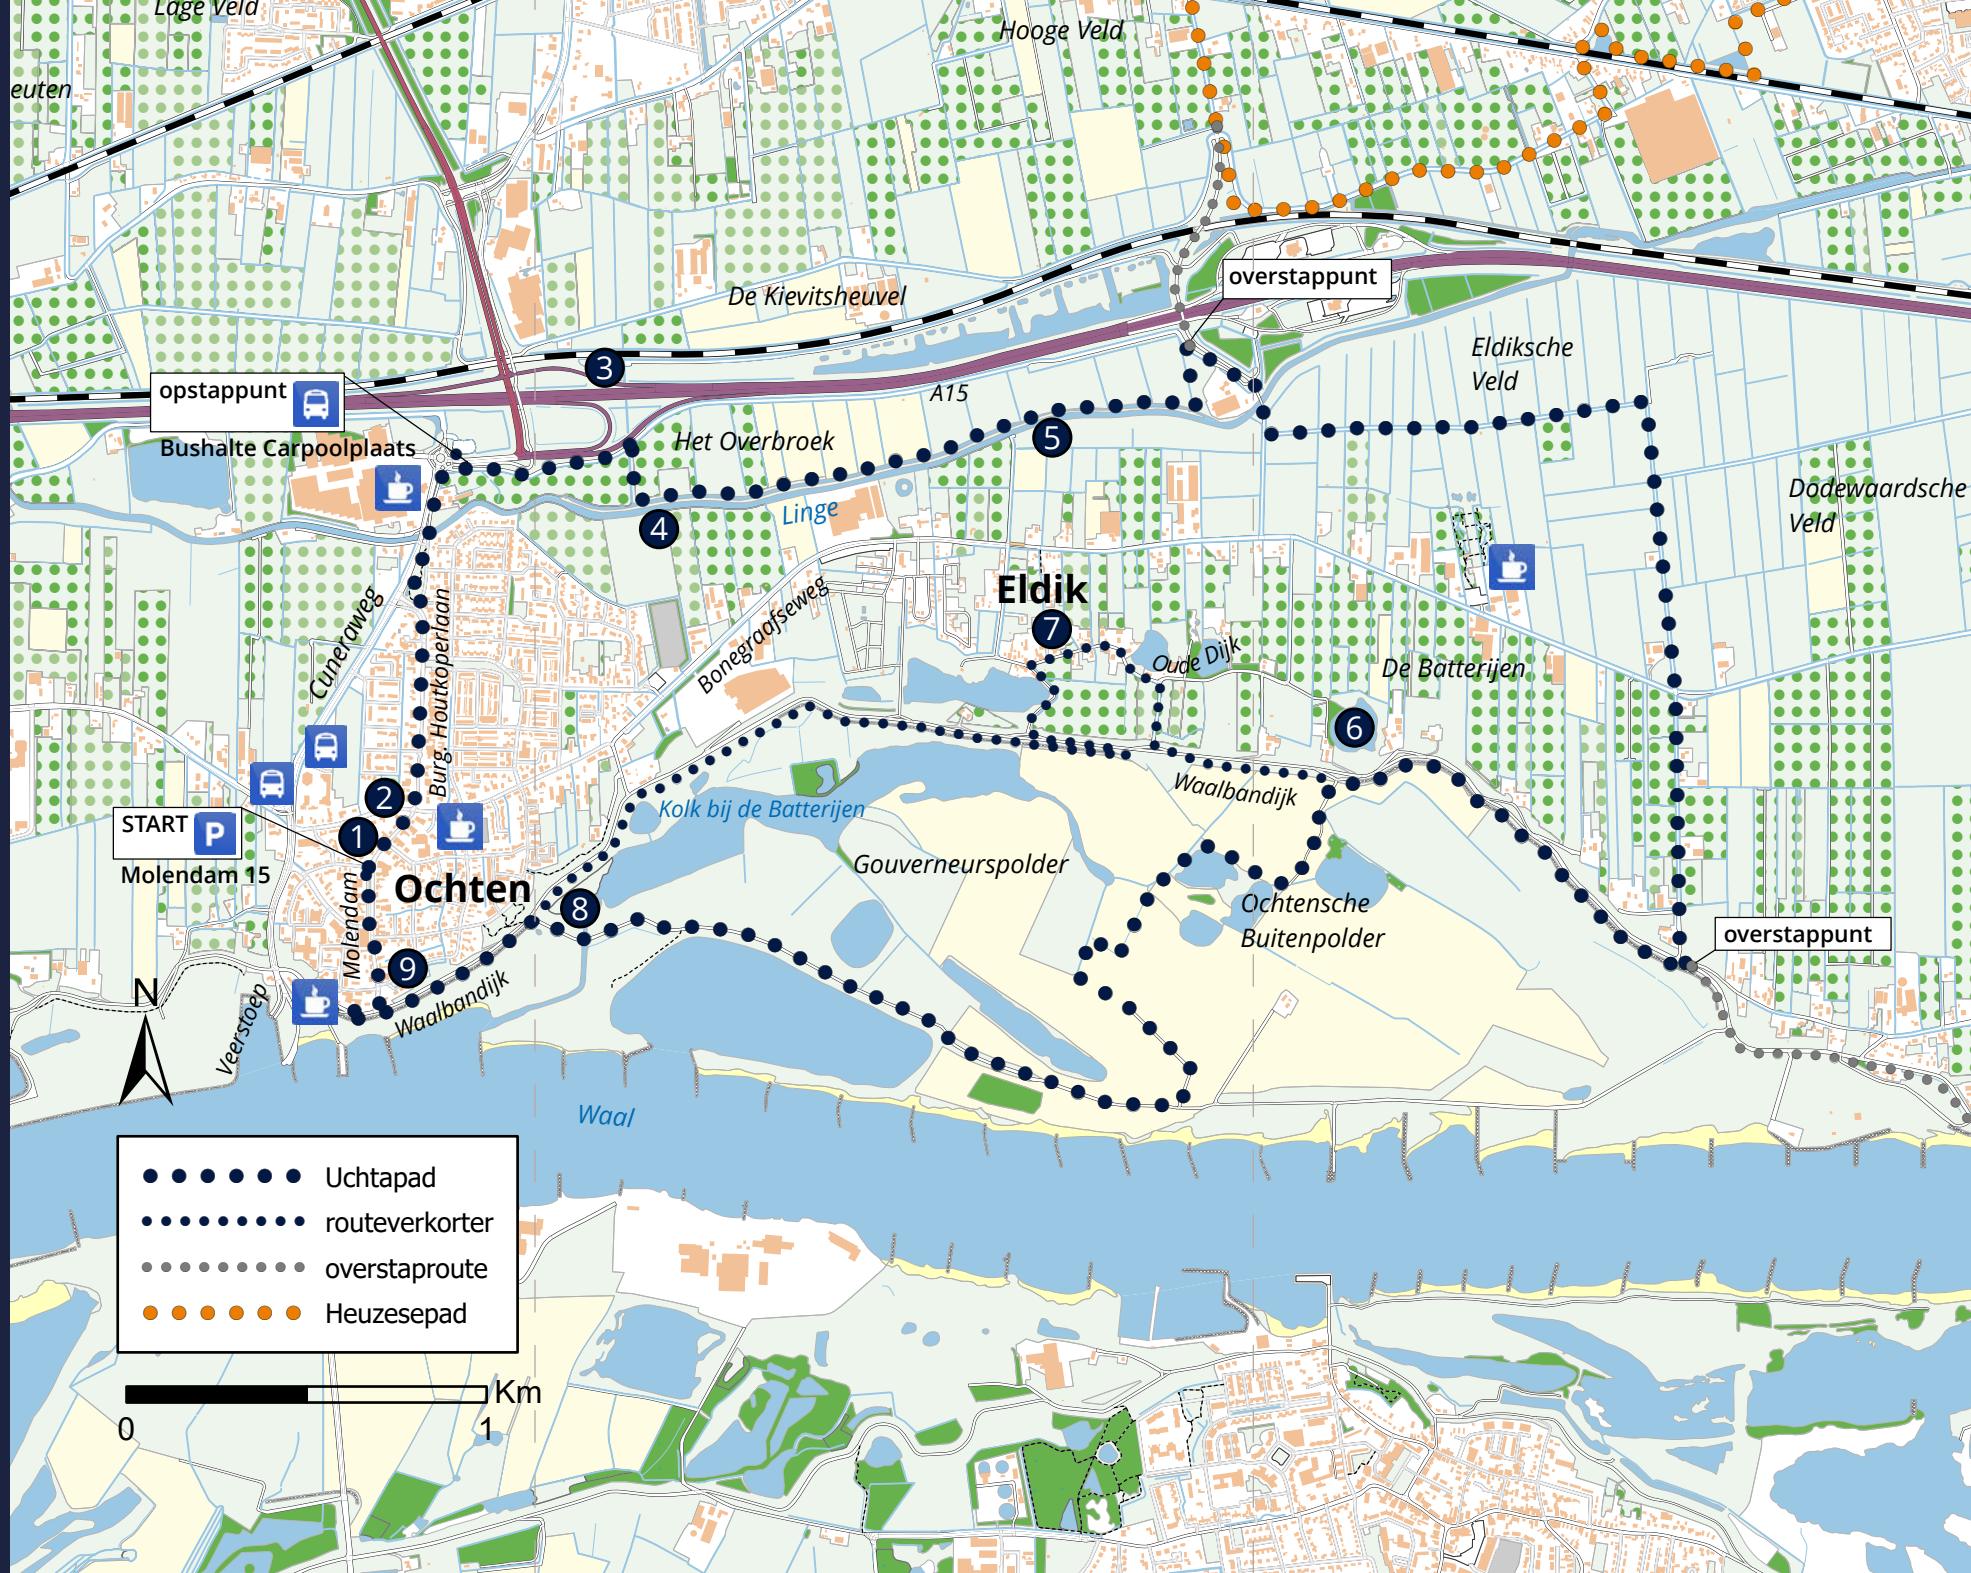 Lage Veld
Hooge Veld
euten
overstappunt
De Kievitsheuvel
Eldiksche
Veld
3
opstappunt
A15
Bushalte Carpoolplaats
Het Overbroek
5
Dodewaardsche
Veld
Linge
4
Eldik
7
Cuneraweg
Burg. Houtkoperlaan
Bonegraafseweg
Oude Dijk
De Batterijen
6
2
Waalbandijk
Kolk bij de Batterijen
START P
1
Molendam 15
Gouverneurspolder
Ochten
8
Ochtensche
Buitenpolder
overstappunt
Molendam
9
N
Veerstoep
Waalbandijk
Waal
Uchtapad
routeverkorter
overstaproute
Heuzesepad
Km
0 1